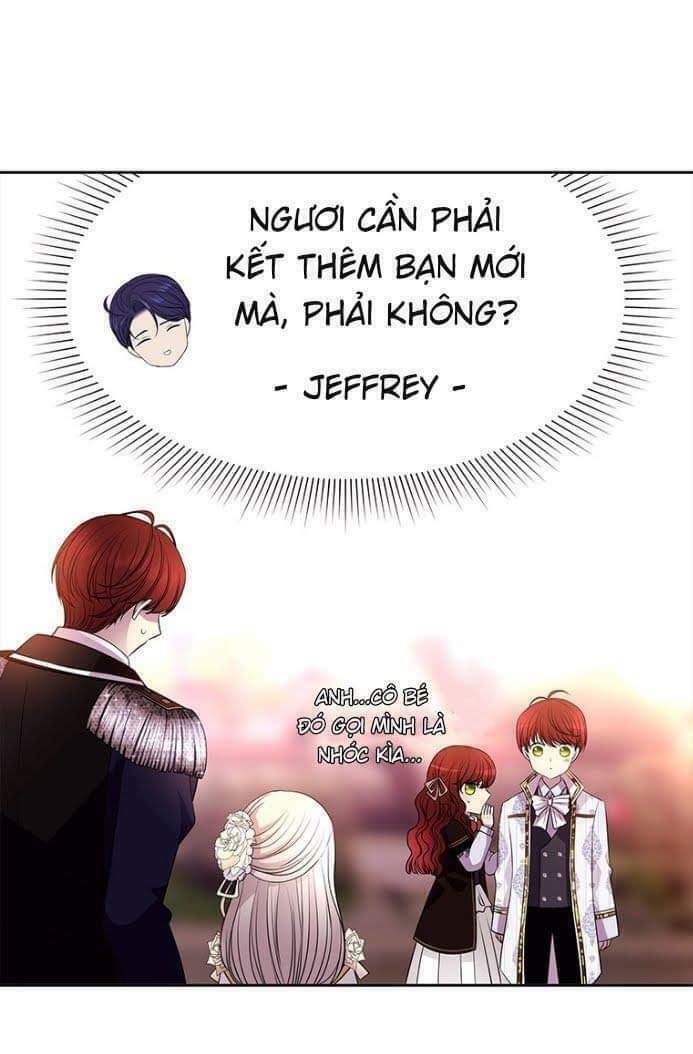 NGƯƠI CẦN PHẢI
KẾT THÊM BẠN MỚI
MÀ, PHẢI KHÔNG?
- JEFFREY -
ANH...CÔ BÉ
ĐÓ GỌI MÌNH LÀ
NHÓC KÌA...